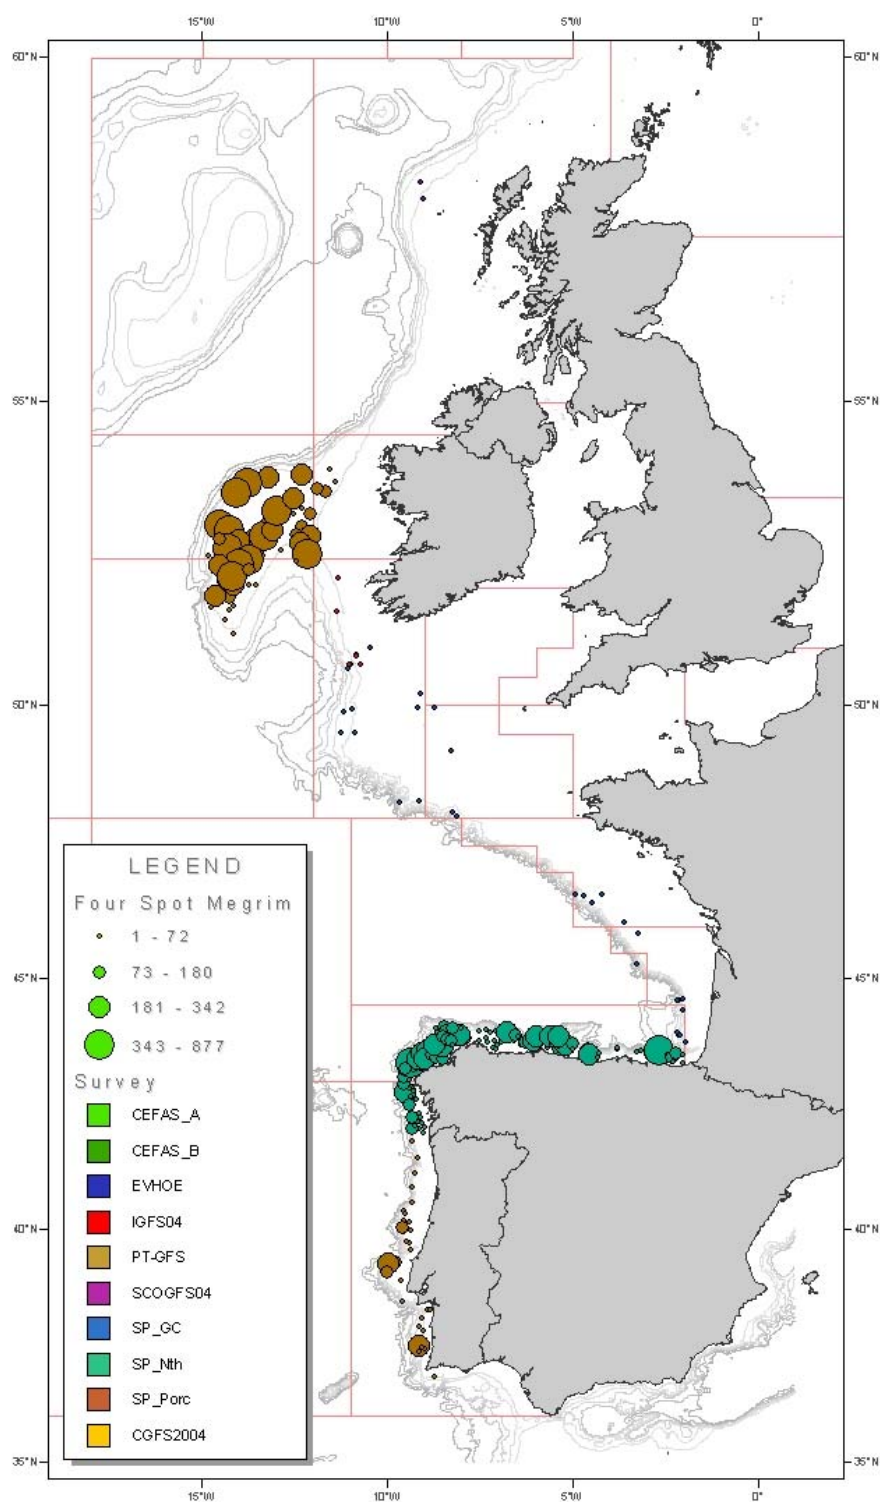 15°W 10°W 5°W 0°
60°N 60°N
55°N 55°N
50°N 50°N
45°N 45°N
40°N 40°N
35°N 35°N
LEGEND
Four Spot Megrim
1 - 72
73 - 180
181 - 342
343 - 877
Survey
CEFAS_A
CEFAS_B
EVHOE
IGFS04
PT-GFS
SCOGFS04
SP_GC
SP_Nth
SP_Porc
CGFS2004
15°W 10°W 5°W 0°